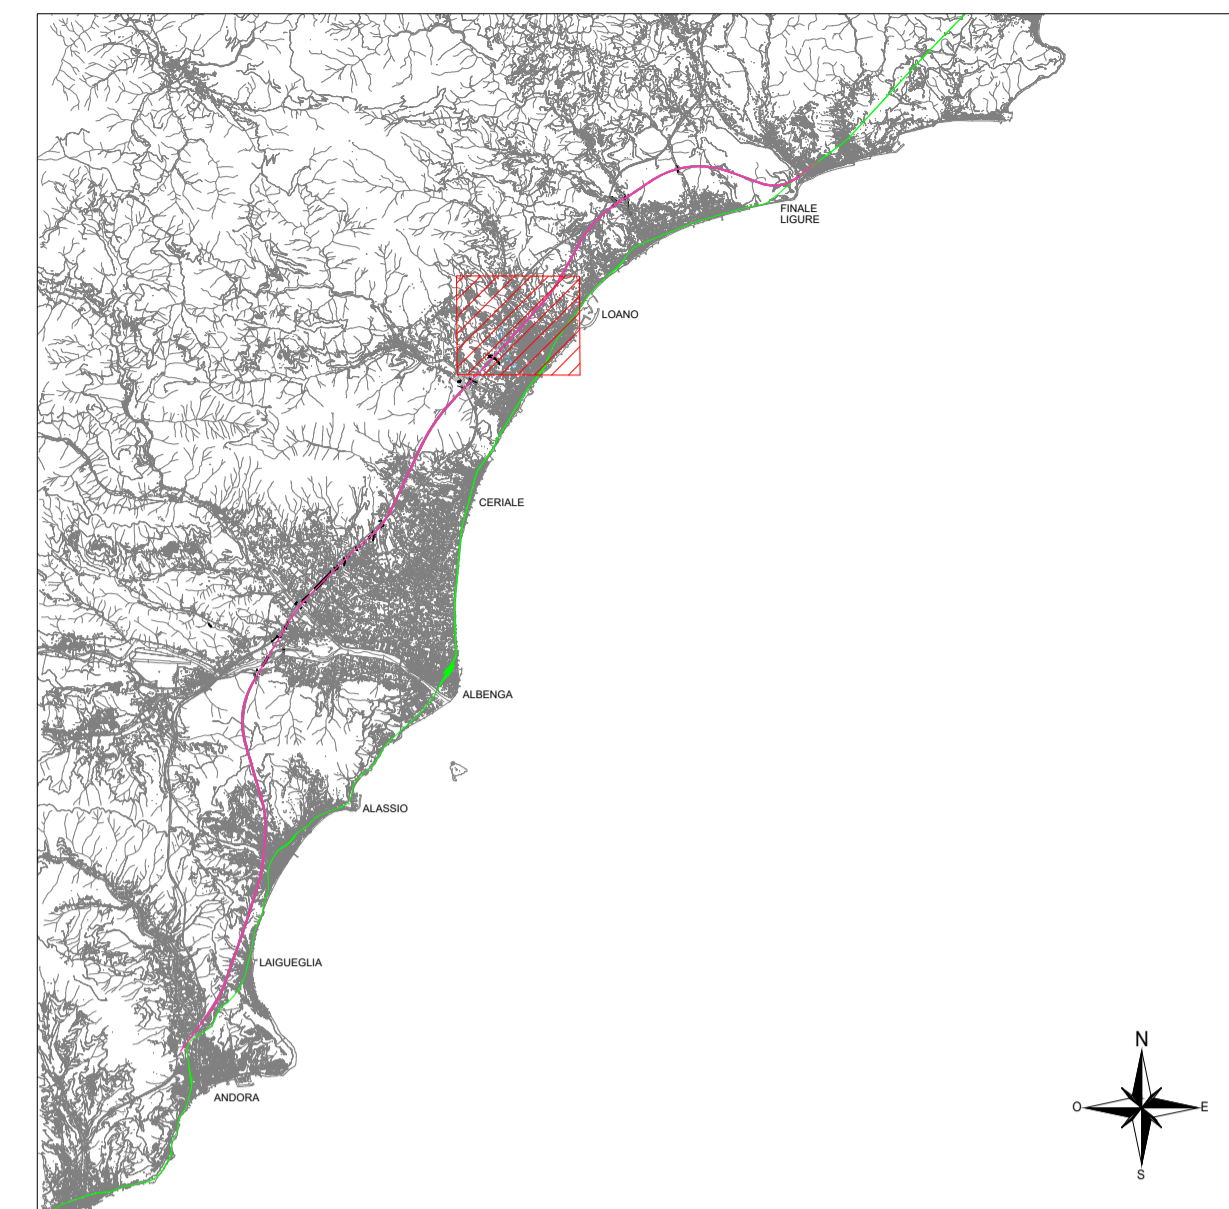 FINALE
LIGURE
LOANO
CERIALE
ALBENGA
ALASSIO
LAIGUEGLIA
ANDORA
N
O
E
S